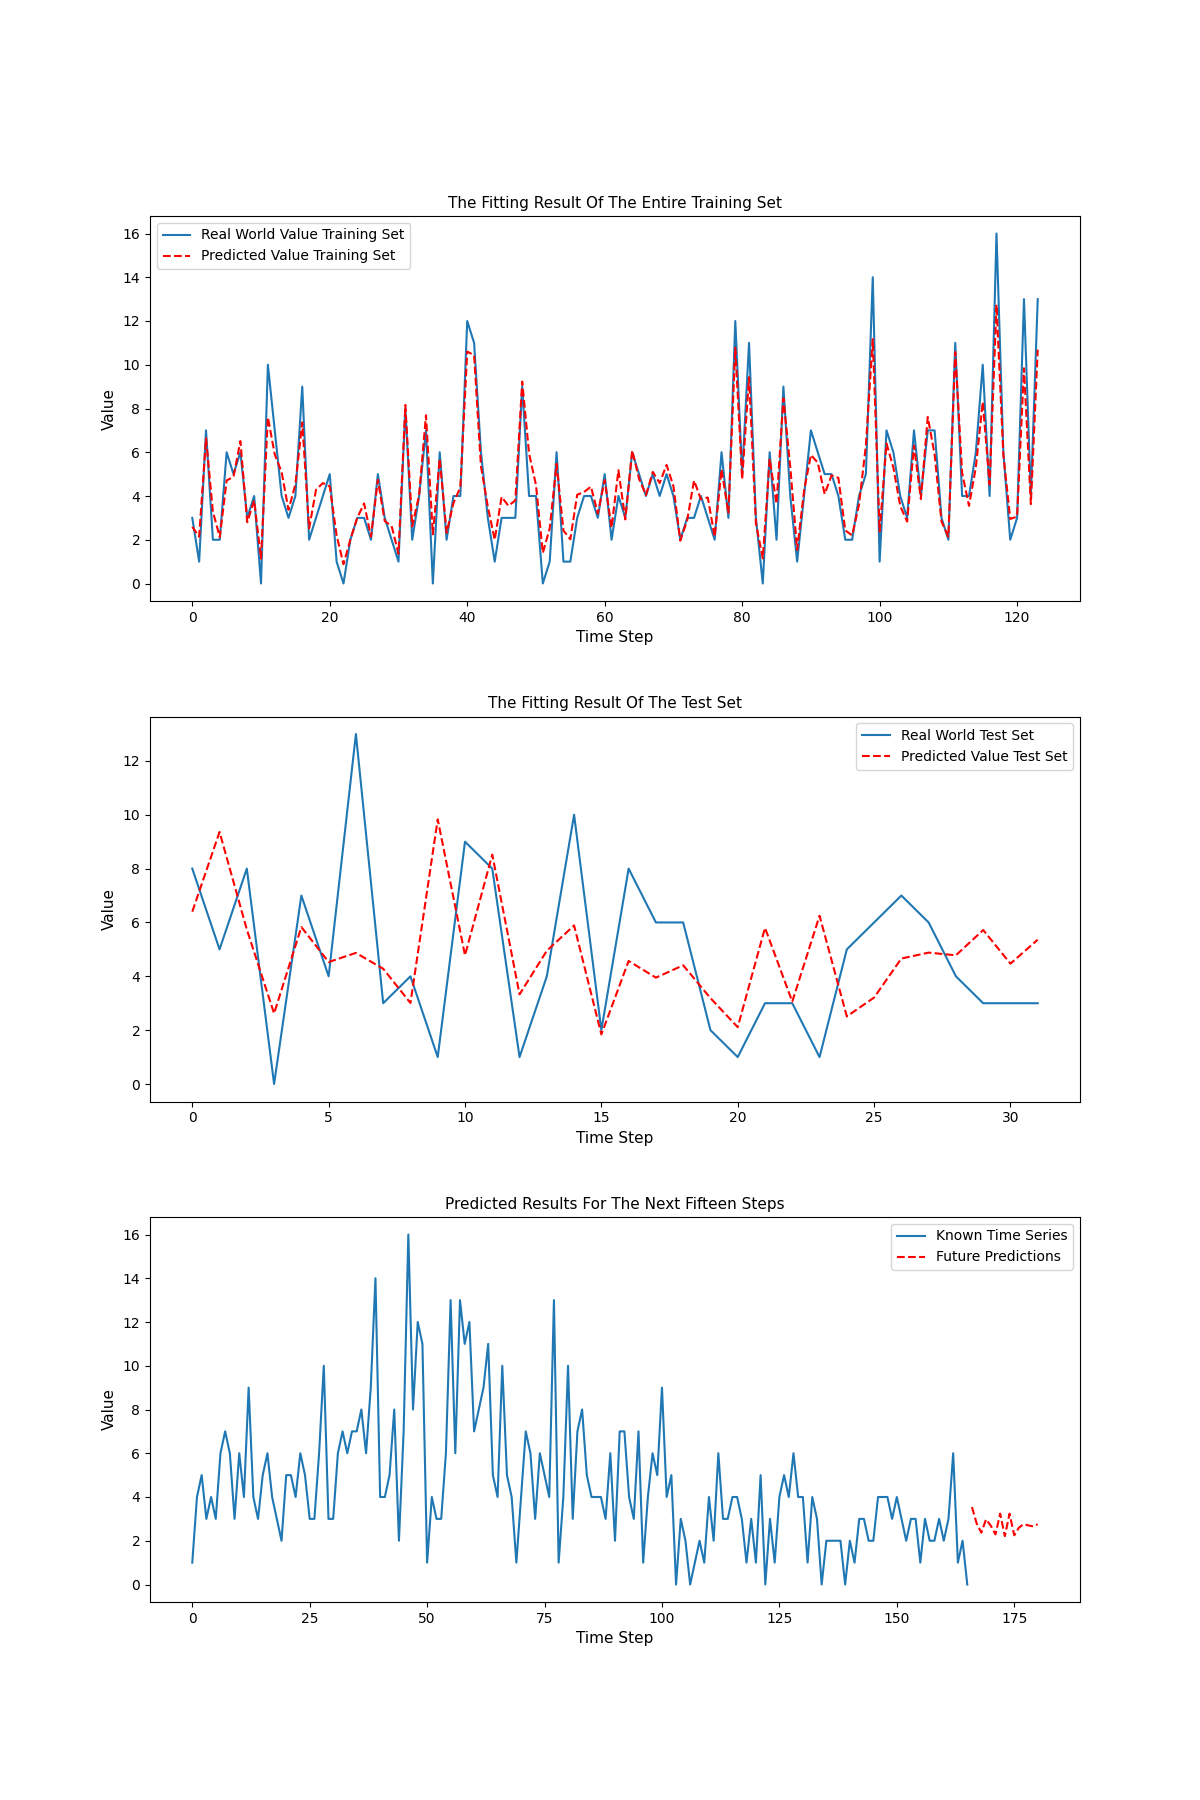 The Fitting Result Of The Entire Training Set
Real World Value Training Set
Predicted Value Training Set
16
14
12
10
8
6
4
2
0
Value
0 20 40 60 80 100 120
Time Step
The Fitting Result Of The Test Set
Real World Test Set
Predicted Value Test Set
12
10
8
6
4
2
0
Value
0 5 10 15 20 25 30
Time Step
Predicted Results For The Next Fifteen Steps
Known Time Series
Future Predictions
16
14
12
10
8
6
4
2
0
Value
0 25 50 75 100 125 150 175
Time Step